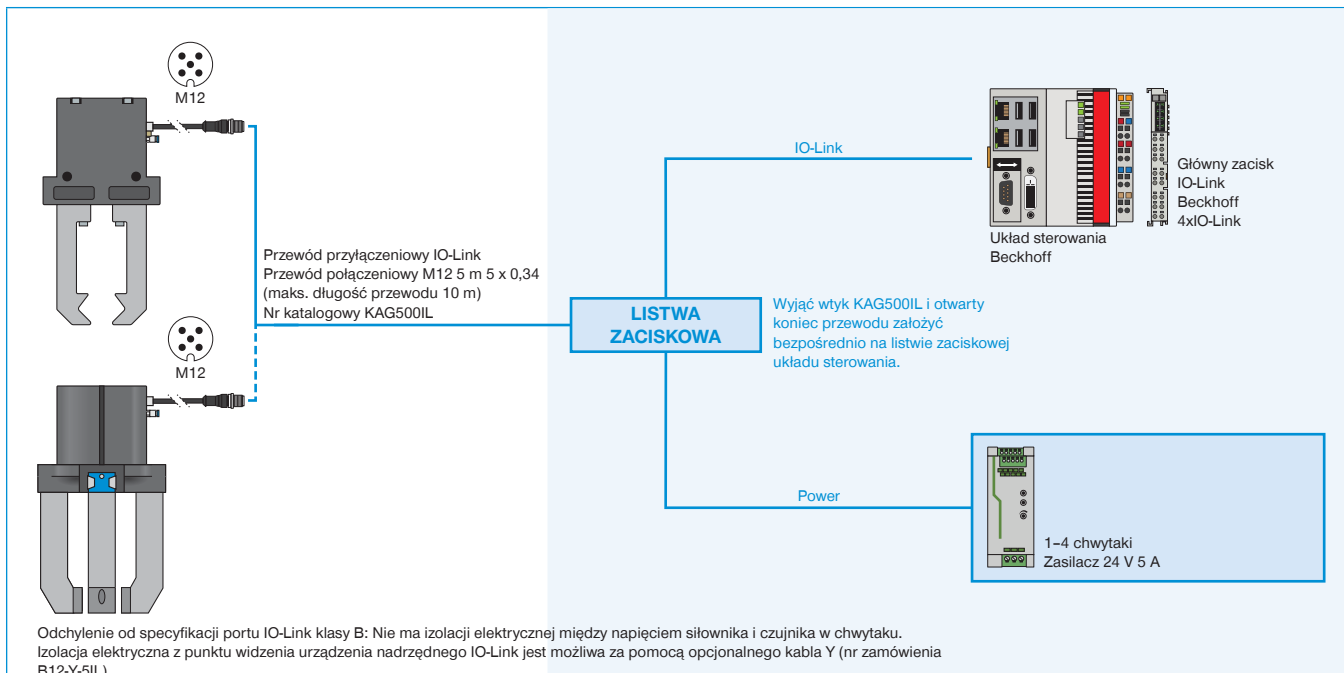 M12
IO-Link
Główny zacisk
IO-Link
Beckhoff
4xIO-Link
Układ sterowania
Beckhoff
Przewód przyłączeniowy IO-Link
Przewód połączeniowy M12 5 m 5 x 0,34
(maks. długość przewodu 10 m)
Nr katalogowy KAG500IL
LISTWA
ZACISKOWA
Wyjąć wtyk KAG500IL i otwarty
koniec przewodu założyć
bezpośrednio na listwie zaciskowej
układu sterowania.
M12
Power
1–4 chwytaki
Zasilacz 24 V 5 A
Odchylenie od specyfikacji portu IO-Link klasy B: Nie ma izolacji elektrycznej między napięciem siłownika i czujnika w chwytaku.
Izolacja elektryczna z punktu widzenia urządzenia nadrzędnego IO-Link jest możliwa za pomocą opcjonalnego kabla Y (nr zamówienia
B12-Y-5IL)